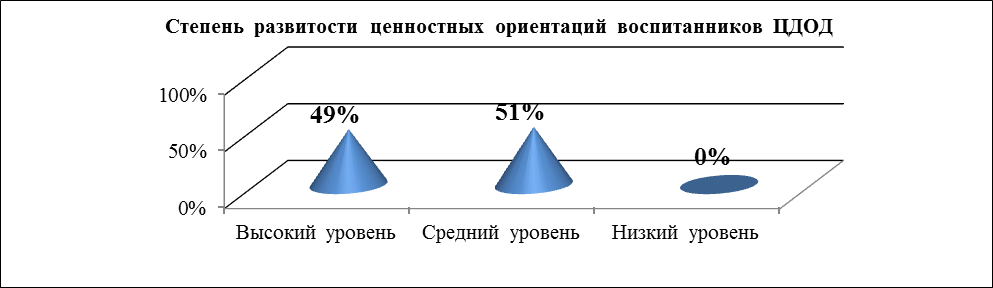 Степень развитости ценностных ориентаций воспитанников ЦДОД
100%
50%
0%
49%
51%
0%
Высокий уровень
Средний уровень
Низкий уровень